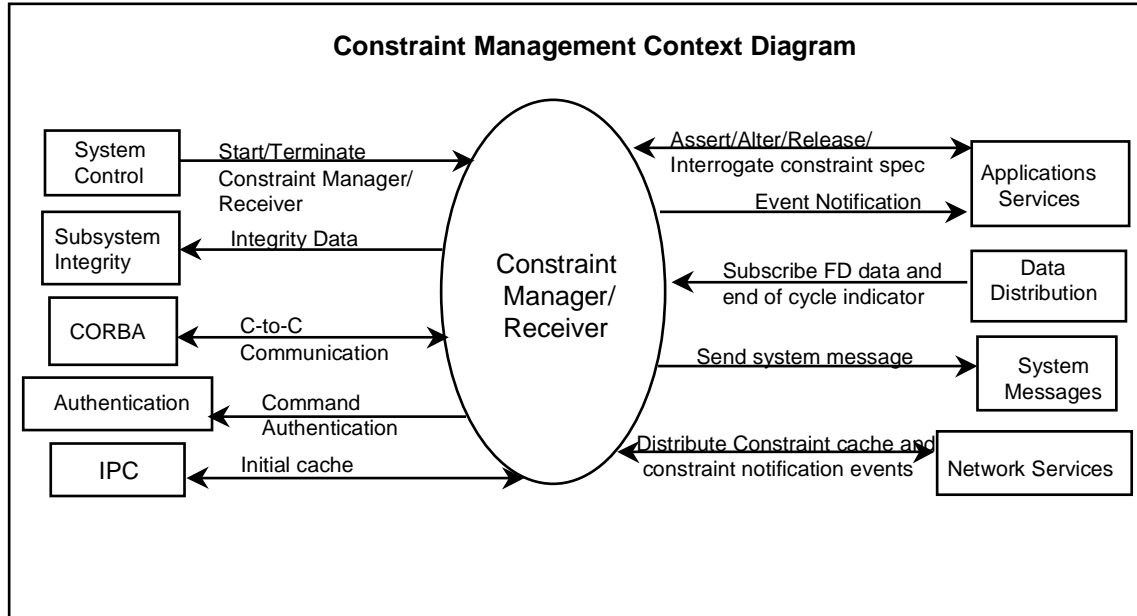 Constraint Management Context Diagram
System
Control
Start/Terminate
Constraint Manager/
Receiver
Subsystem
Integrity
Integrity Data
CORBA
C-to-C
Communication
Authentication
Command
Authentication
IPC
Initial cache
Constraint
Manager/
Receiver
Assert/Alter/Release/
Interrogate constraint spec
Applications
Services
Event Notification
Subscribe FD data and
end of cycle indicator
Data
Distribution
Send system message
System
Messages
Distribute Constraint cache and
constraint notification events
Network Services